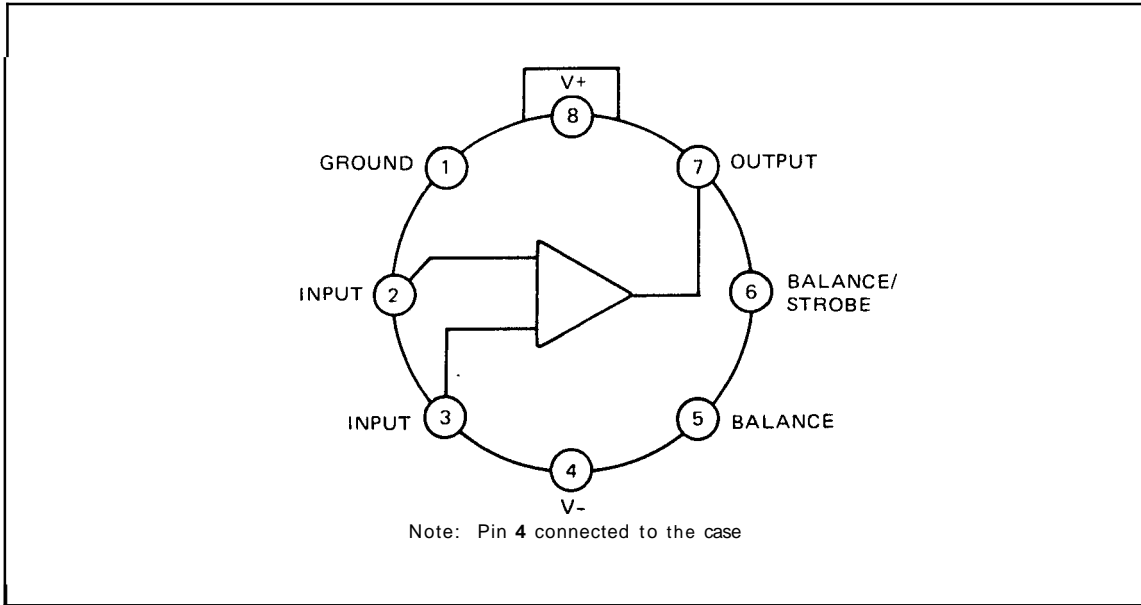 V+
8
GROUND 1
7 OUTPUT
INPUT 2
6 BALANCE/
STROBE
INPUT 3
5 BALANCE
4
V-
Note: Pin 4 connected to the case